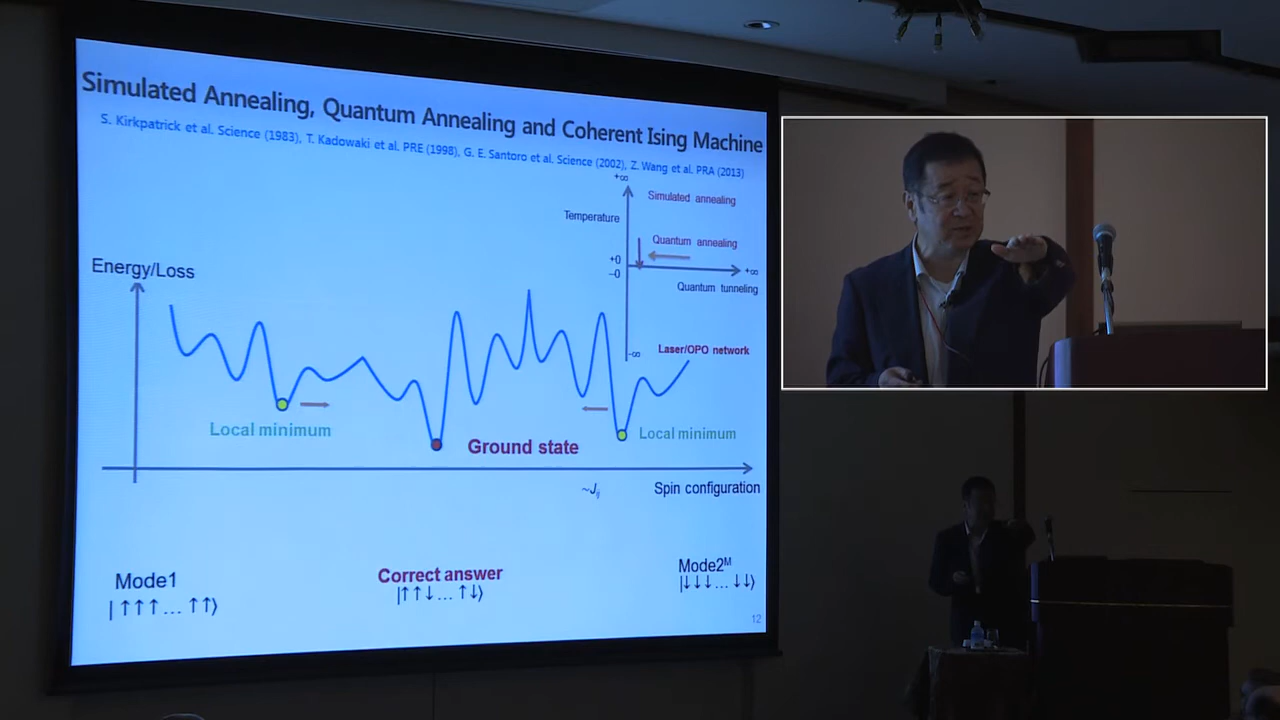 Simulated Annealing, Quantum Annealing and Coherent Ising Machine
S. Kirkpatrick et al. Science (1983), T. Kadowaki et al. PRE (1998), G. E. Santoro et al. Science (2002), Z. Wang et al. PRA (2013)
+∞
Simulated annealing
Temperature
Quantum annealing
+0
−0
+∞
Quantum tunneling
Energy/Loss
-∞
Laser/OPO network
Local minimum
Ground state
Local minimum
~Jij
Spin configuration
Mode1
|↑↑↑... ↑↑⟩
Correct answer
|↑↑↓... ↑↓⟩
Mode2ᴹ
|↓↓↓... ↓↓⟩
12